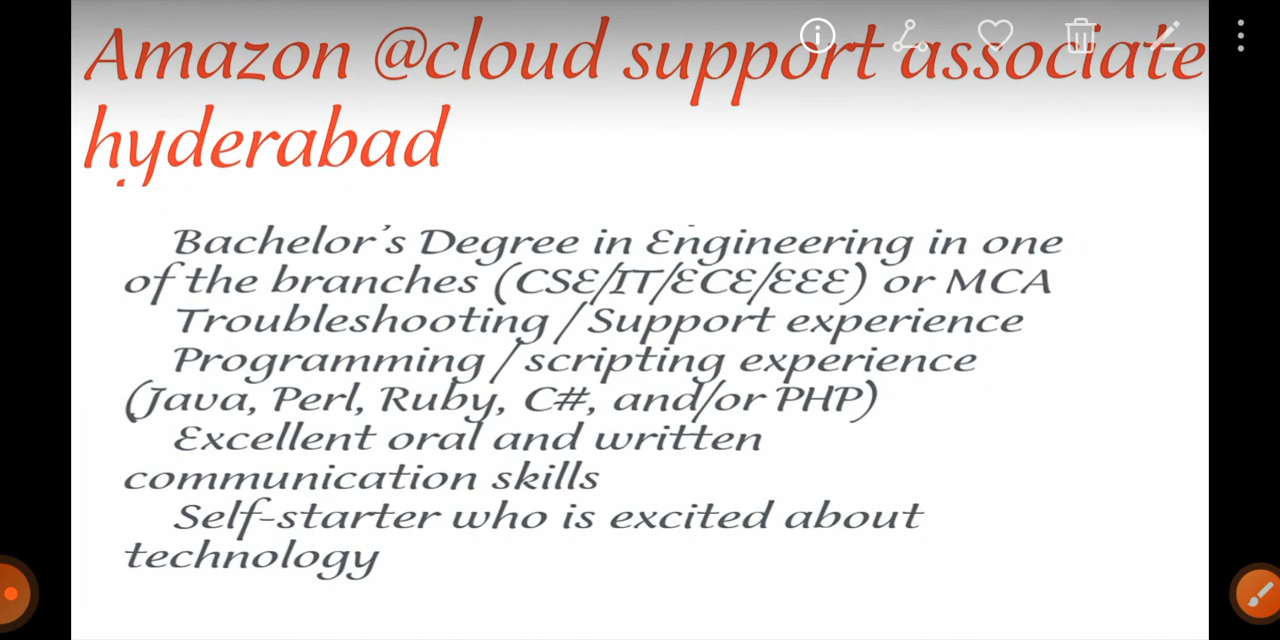 Amazon @cloud support associate
hyderabad
Bachelor's Degree in Engineering in one
of the branches (CSE/IT/ECE/EEE) or MCA
Troubleshooting / Support experience
Programming / scripting experience
(Java, Perl, Ruby, C#, and/or PHP)
Excellent oral and written
communication skills
Self-starter who is excited about
technology